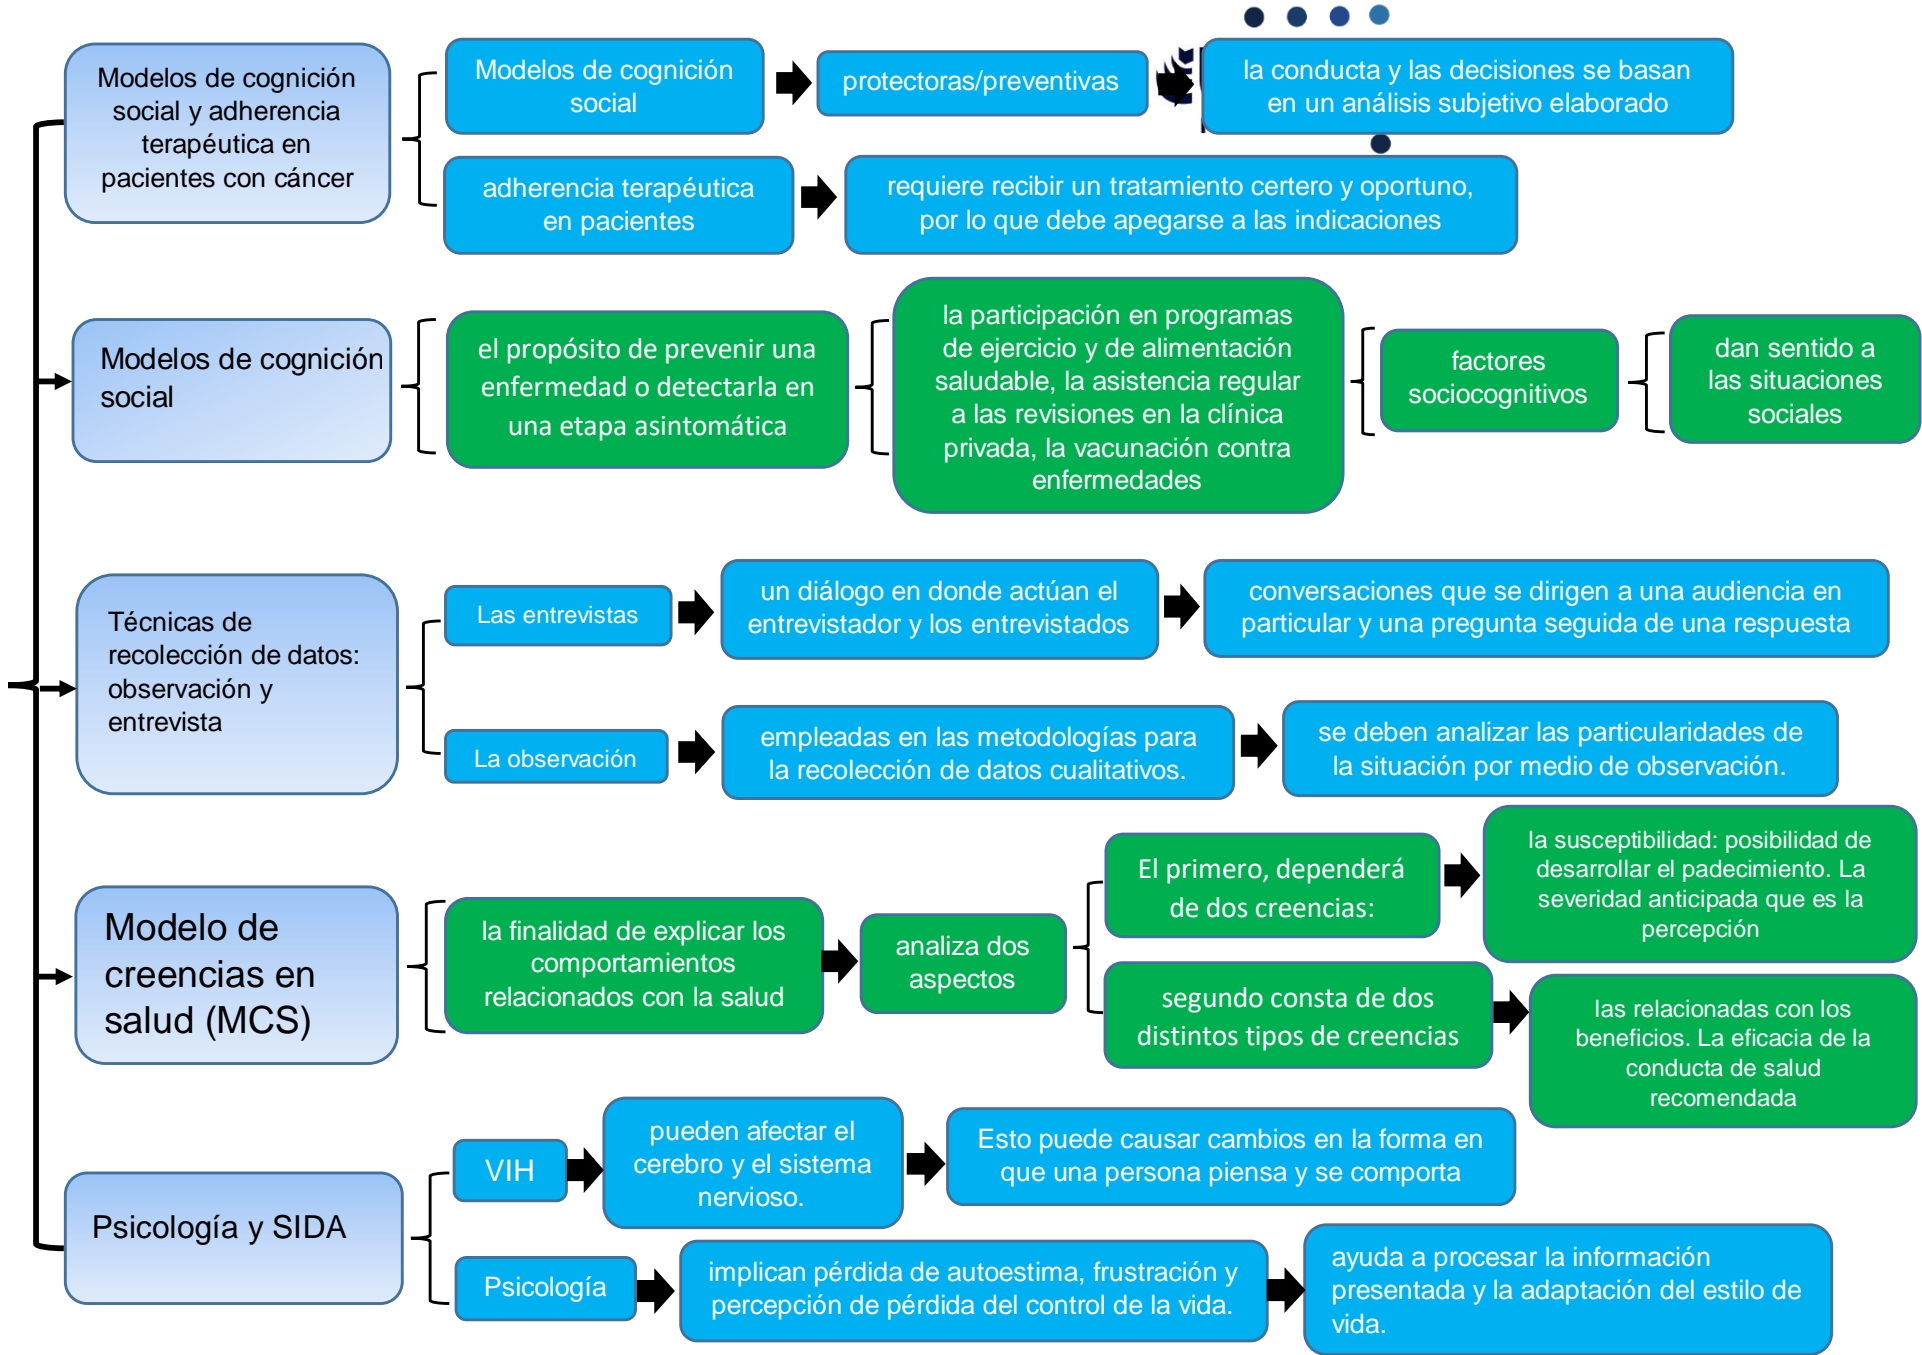 Modelos de cognición
social y adherencia
terapéutica en
pacientes con cáncer
Modelos de cognición
social
protectoras/preventivas
la conducta y las decisiones se basan
en un análisis subjetivo elaborado
adherencia terapéutica
en pacientes
requiere recibir un tratamiento certero y oportuno,
por lo que debe apegarse a las indicaciones
Modelos de cognición
social
el propósito de prevenir una
enfermedad o detectarla en
una etapa asintomática
la participación en programas
de ejercicio y de alimentación
saludable, la asistencia regular
a las revisiones en la clínica
privada, la vacunación contra
enfermedades
factores
sociocognitivos
dan sentido a
las situaciones
sociales
Técnicas de
recolección de datos:
observación y
entrevista
Las entrevistas
un diálogo en donde actúan el
entrevistador y los entrevistados
conversaciones que se dirigen a una audiencia en
particular y una pregunta seguida de una respuesta
La observación
empleadas en las metodologías para
la recolección de datos cualitativos.
se deben analizar las particularidades de
la situación por medio de observación.
Modelo de
creencias en
salud (MCS)
la finalidad de explicar los
comportamientos
relacionados con la salud
analiza dos
aspectos
El primero, dependerá
de dos creencias:
la susceptibilidad: posibilidad de
desarrollar el padecimiento. La
severidad anticipada que es la
percepción
segundo consta de dos
distintos tipos de creencias
las relacionadas con los
beneficios. La eficacia de la
conducta de salud
recomendada
Psicología y SIDA
VIH
pueden afectar el
cerebro y el sistema
nervioso.
Esto puede causar cambios en la forma en
que una persona piensa y se comporta
Psicología
implican pérdida de autoestima, frustración y
percepción de pérdida del control de la vida.
ayuda a procesar la información
presentada y la adaptación del estilo de
vida.